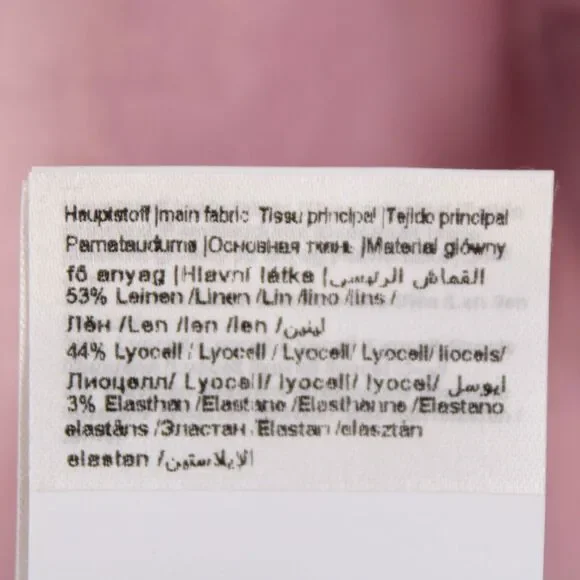 Hauptstoff |main fabric Tissu principal |Tejido principal
Pamataudums |Основная ткань |Materiał główny
fő anyag |Hlavní látka |القماش الرئيسي
53% Leinen /Linen /Lin /lino /lins /
Лён /Len /len /len /لينين
44% Lyocell / Lyocell / Lyocell/ Lyocell/ liocels/
Лиоцелл/ Lyocell/ lyocell/ lyocel/ ليوسل
3% Elasthan /Elastane /Elasthanne /Elastano
elastāns /Эластан /Elastan /elasztán
elastan /الايلاستين